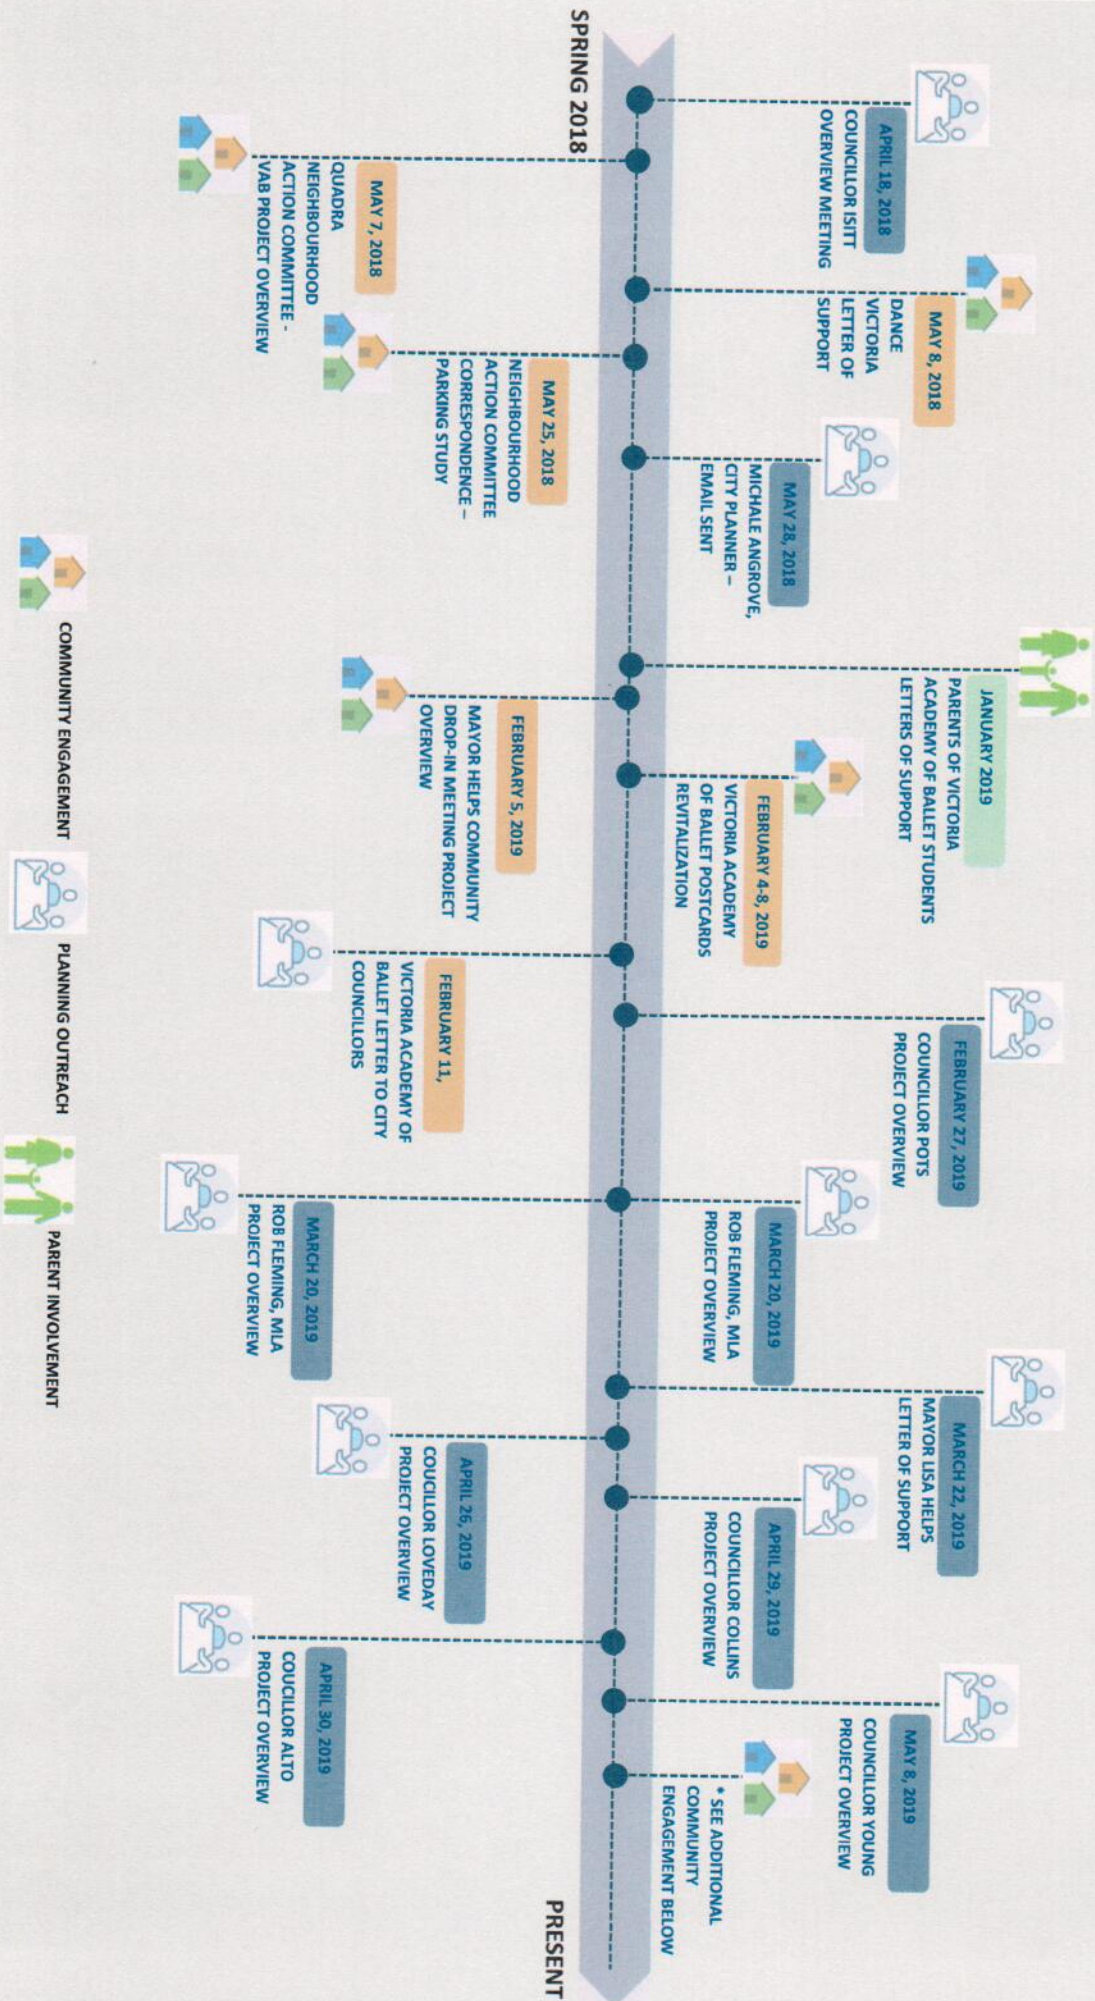 SPRING 2018
APRIL 18, 2018
COUNCILLOR ISITT
OVERVIEW MEETING
MAY 7, 2018
QUADRA
NEIGHBOURHOOD
ACTION COMMITTEE -
VAB PROJECT OVERVIEW
MAY 8, 2018
DANCE
VICTORIA
LETTER OF
SUPPORT
MAY 25, 2018
NEIGHBOURHOOD
ACTION COMMITTEE
CORRESPONDENCE –
PARKING STUDY
MAY 28, 2018
MICHALE ANGROVE,
CITY PLANNER –
EMAIL SENT
JANUARY 2019
PARENTS OF VICTORIA
ACADEMY OF BALLET STUDENTS
LETTERS OF SUPPORT
FEBRUARY 5, 2019
MAYOR HELPS COMMUNITY
DROP-IN MEETING PROJECT
OVERVIEW
FEBRUARY 4-8, 2019
VICTORIA ACADEMY
OF BALLET POSTCARDS
REVITALIZATION
FEBRUARY 11,
VICTORIA ACADEMY OF
BALLET LETTER TO CITY
COUNCILLORS
FEBRUARY 27, 2019
COUNCILLOR POTS
PROJECT OVERVIEW
MARCH 20, 2019
ROB FLEMING, MLA
PROJECT OVERVIEW
MARCH 20, 2019
ROB FLEMING, MLA
PROJECT OVERVIEW
MARCH 22, 2019
MAYOR LISA HELPS
LETTER OF SUPPORT
APRIL 26, 2019
COUCILLOR LOVEDAY
PROJECT OVERVIEW
APRIL 29, 2019
COUNCILLOR COLLINS
PROJECT OVERVIEW
APRIL 30, 2019
COUCILLOR ALTO
PROJECT OVERVIEW
MAY 8, 2019
COUNCILLOR YOUNG
PROJECT OVERVIEW
* SEE ADDITIONAL
COMMUNITY
ENGAGEMENT BELOW
PRESENT
COMMUNITY ENGAGEMENT
PLANNING OUTREACH
PARENT INVOLVEMENT